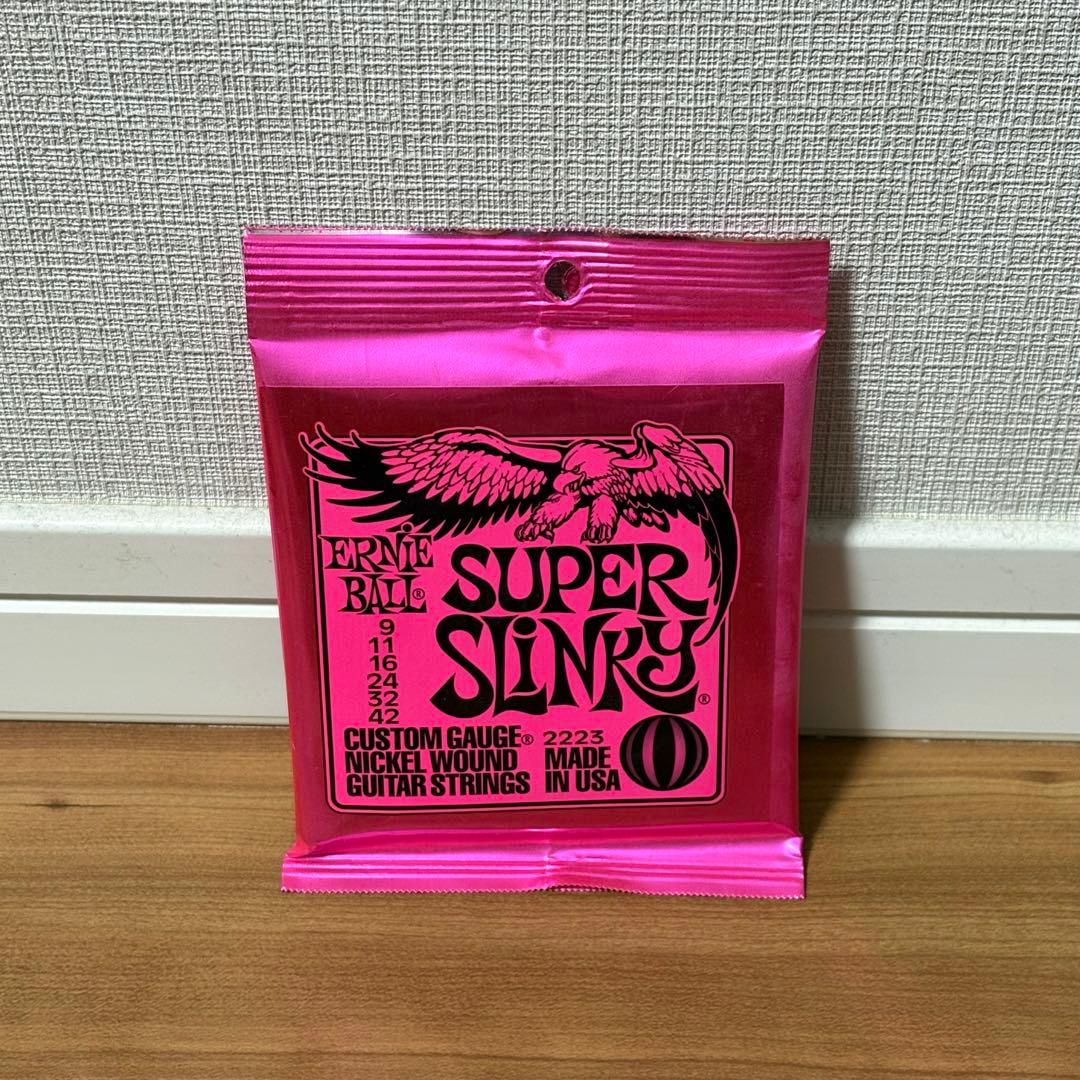 ERNIE
BALL®
SUPER
SLINKY®
9
11
16
24
32
42
CUSTOM GAUGE®
NICKEL WOUND
GUITAR STRINGS
2223
MADE
IN USA